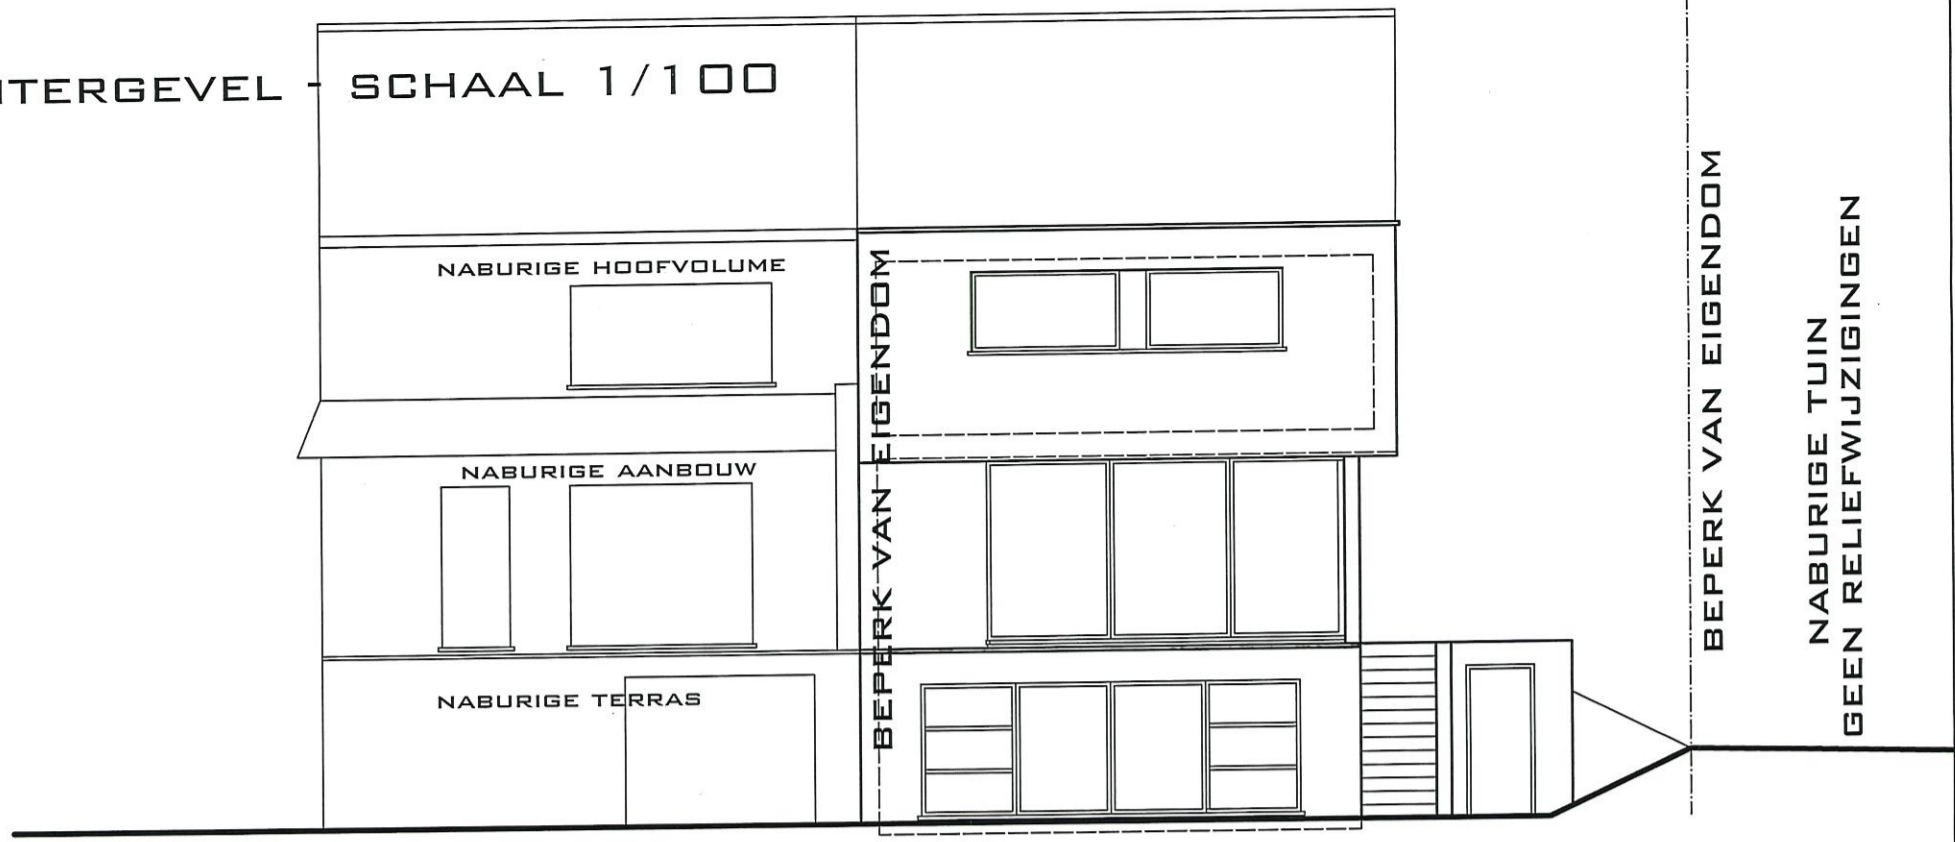 ITERGEVEL - SCHAAL 1/100
NABURIGE HOOFVOLUME
NABURIGE AANBOUW
NABURIGE TERRAS
BEPERK VAN EIGENDOM
BEPERK VAN EIGENDOM
NABURIGE TUIN
GEEN RELIEFWIJZIGINGEN